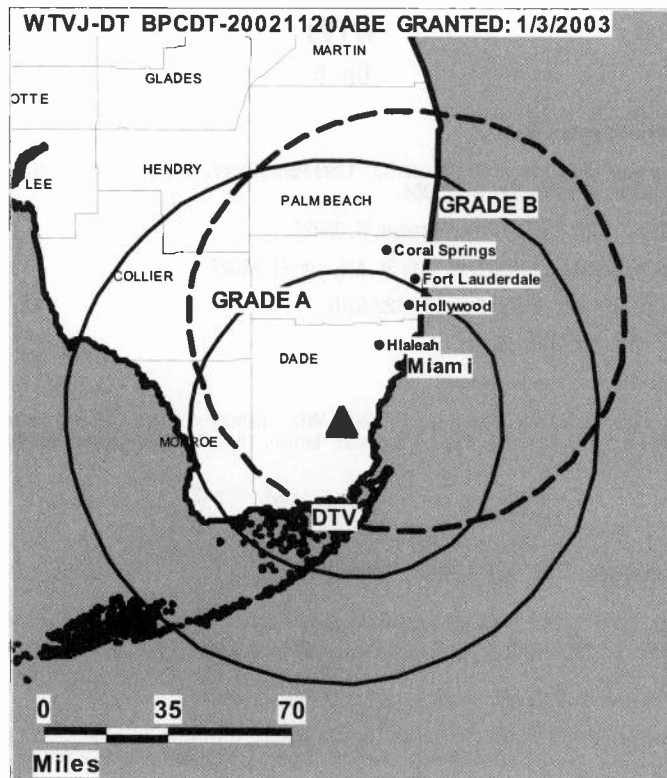 WTVJ-DT BPCDT-20021120ABE GRANTED: 1/3/2003
MARTIN
GLADES
OTTE
HENDRY
LEE
PALM BEACH
GRADE B
Coral Springs
COLLIER
Fort Lauderdale
GRADE A
Hollywood
Hialeah
DADE
Miami
MONROE
DTV
0 35 70
Miles